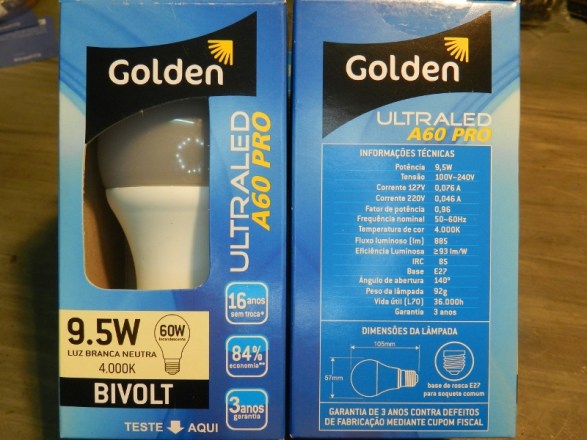 Golden
ULTRALED
A60 PRO
16 anos
sem troca*
84%
economia**
3 anos
garantia
9.5W
60W
LUZ BRANCA NEUTRA
4.000K
BIVOLT
TESTE AQUI
Golden
ULTRALED
A60 PRO
INFORMAÇÕES TÉCNICAS
Potência 9,5W
Tensão 100V-240V
Corrente 127V 0,076 A
Corrente 220V 0,046 A
Fator de potência 0,96
Frequência nominal 50-60Hz
Temperatura de cor 4.000K
Fluxo luminoso [lm] 885
Eficiência Luminosa ≥93 lm/W
IRC 85
Base E27
Ângulo de abertura 140°
Peso da lâmpada 92g
Vida útil (L70) 36.000h
Garantia 3 anos
DIMENSÕES DA LÂMPADA
105mm
57mm
base de rosca E27
para soquete comum
GARANTIA DE 3 ANOS CONTRA DEFEITOS
DE FABRICAÇÃO MEDIANTE CUPOM FISCAL